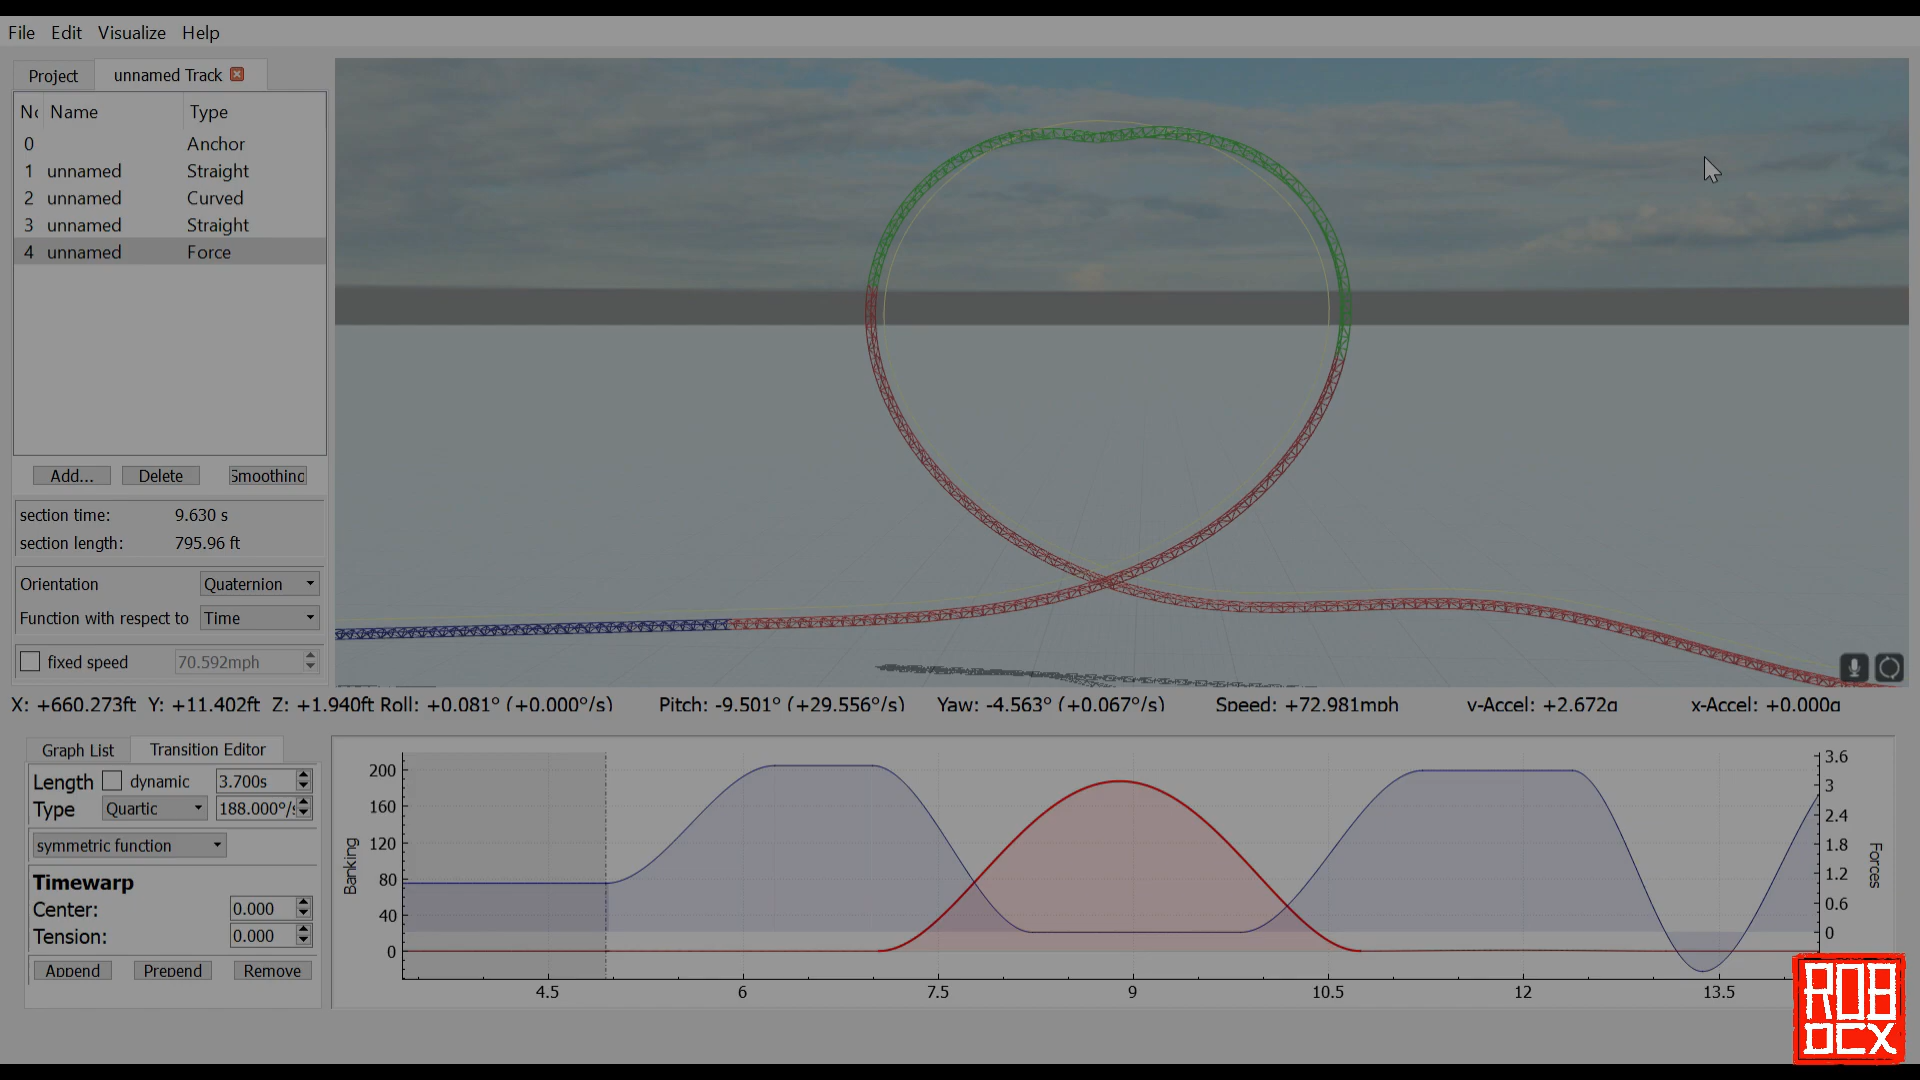 File Edit Visualize Help
Project unnamed Track
Nc Name Type
0 Anchor
1 unnamed Straight
2 unnamed Curved
3 unnamed Straight
4 unnamed Force
Add... Delete Smoothing
section time: 9.630 s
section length: 795.96 ft
Orientation Quaternion
Function with respect to Time
fixed speed 70.592mph
X: +660.273ft Y: +11.402ft Z: +1.940ft Roll: +0.081° (+0.000°/s) Pitch: -9.501° (+29.556°/s) Yaw: -4.563° (+0.067°/s) Speed: +72.981mph v-Accel: +2.672g x-Accel: +0.000g
Graph List Transition Editor
Length dynamic 3.700s
Type Quartic 188.000°/s
symmetric function
Timewarp
Center: 0.000
Tension: 0.000
Append Prepend Remove
Banking
200
160
120
80
40
0
4.5 6 7.5 9 10.5 12 13.5
3.6
3
2.4
1.8
1.2
0.6
0
Forces
ROB
DCX